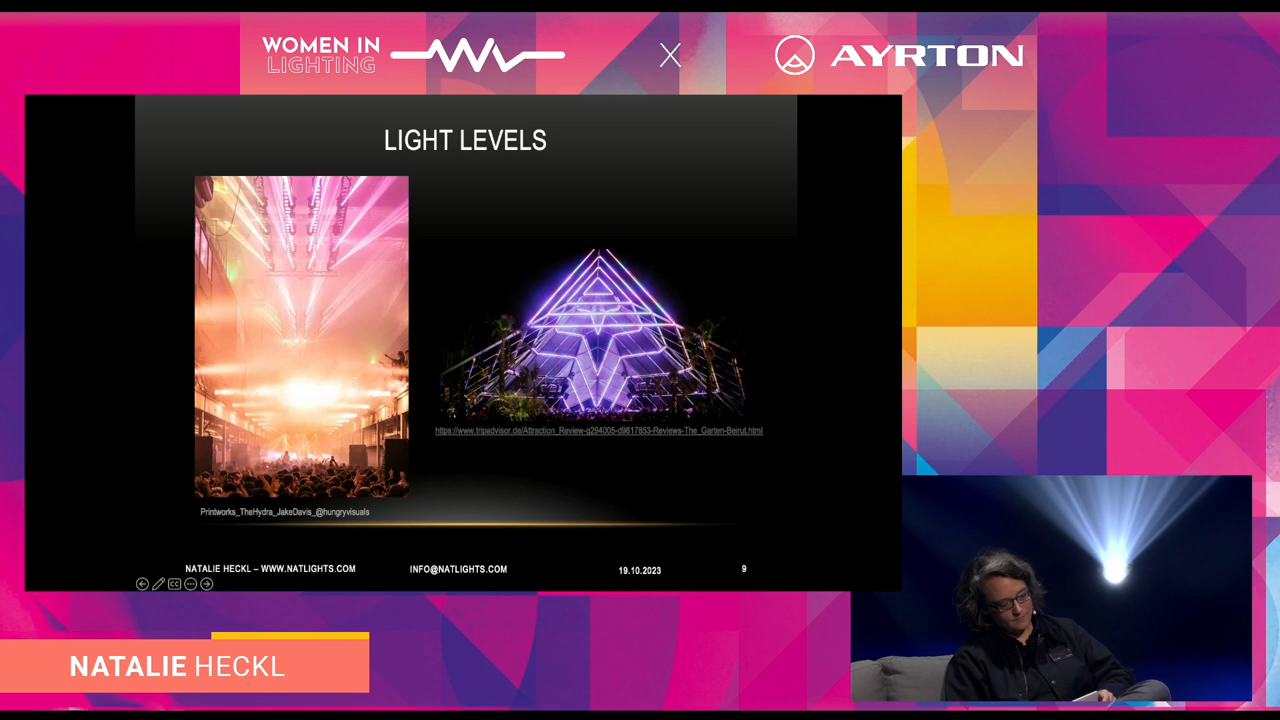 WOMEN IN
LIGHTING
X
AYRTON
LIGHT LEVELS
https://www.tripadvisor.de/Attraction_Review-g294005-d9817853-Reviews-The_Garten-Beirut.html
Printworks_TheHydra_JakeDavis_@hungryvisuals
NATALIE HECKL – WWW.NATLIGHTS.COM
INFO@NATLIGHTS.COM
19.10.2023
9
CC
NATALIE HECKL